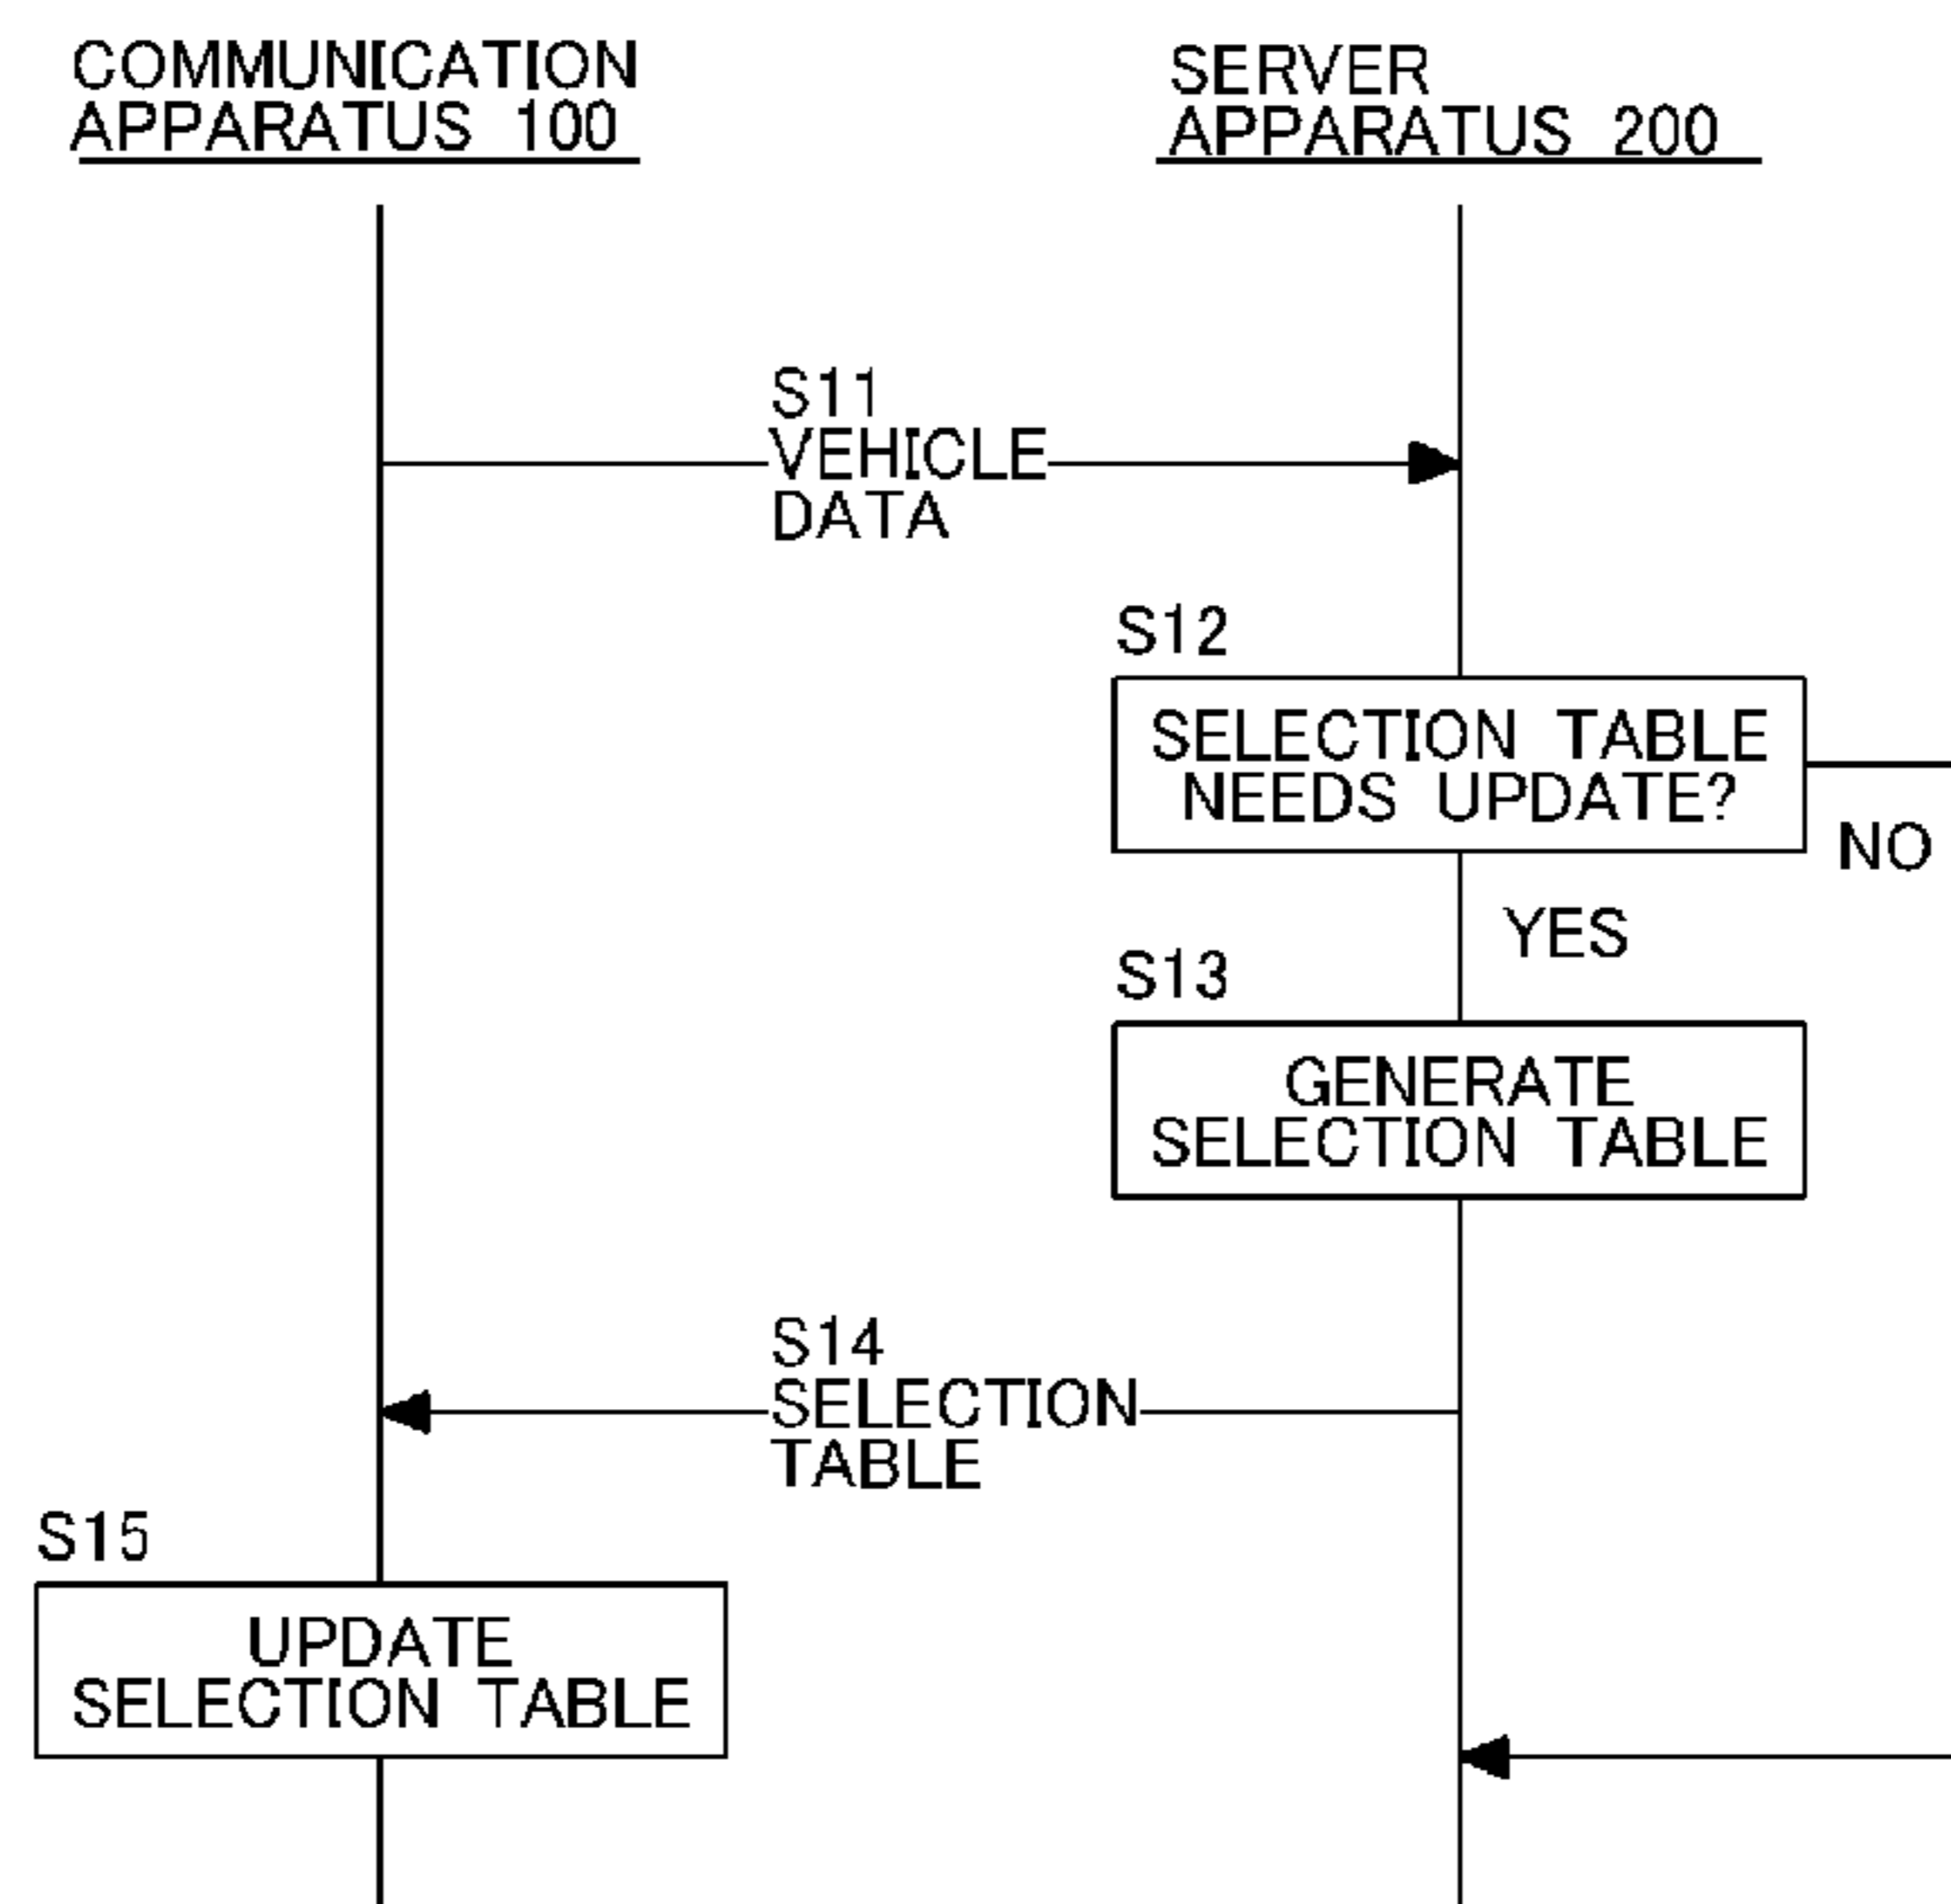 COMMUNICATION
APPARATUS 100
SERVER
APPARATUS 200
S11
VEHICLE
DATA
S12
SELECTION TABLE
NEEDS UPDATE?
NO
YES
S13
GENERATE
SELECTION TABLE
S14
SELECTION
TABLE
S15
UPDATE
SELECTION TABLE